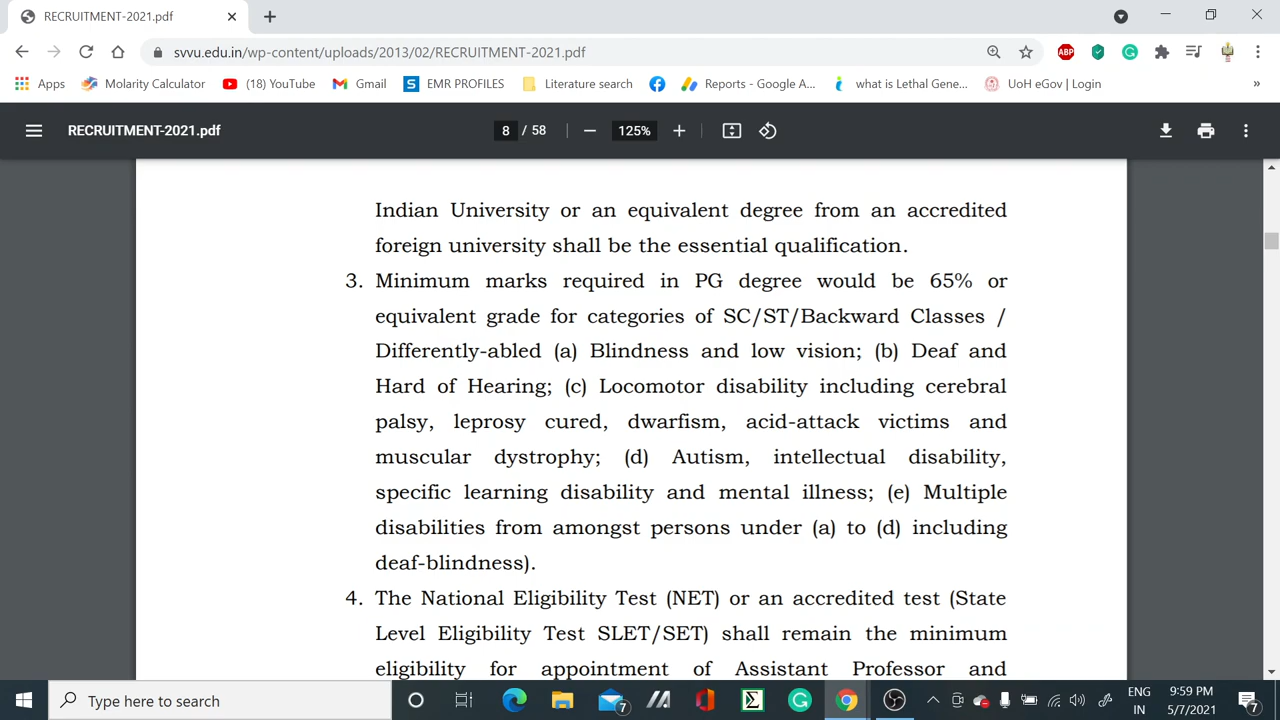 RECRUITMENT-2021.pdf
svvu.edu.in/wp-content/uploads/2013/02/RECRUITMENT-2021.pdf
ABP
Apps Molarity Calculator (18) YouTube Gmail S EMR PROFILES Literature search Reports - Google A... what is Lethal Gene... UoH eGov | Login »
RECRUITMENT-2021.pdf 8 / 58 125%
Indian University or an equivalent degree from an accredited
foreign university shall be the essential qualification.
3. Minimum marks required in PG degree would be 65% or
equivalent grade for categories of SC/ST/Backward Classes /
Differently-abled (a) Blindness and low vision; (b) Deaf and
Hard of Hearing; (c) Locomotor disability including cerebral
palsy, leprosy cured, dwarfism, acid-attack victims and
muscular dystrophy; (d) Autism, intellectual disability,
specific learning disability and mental illness; (e) Multiple
disabilities from amongst persons under (a) to (d) including
deaf-blindness).
4. The National Eligibility Test (NET) or an accredited test (State
Level Eligibility Test SLET/SET) shall remain the minimum
eligibility for appointment of Assistant Professor and
Type here to search 7 ENG 9:59 PM
IN 5/7/2021 7